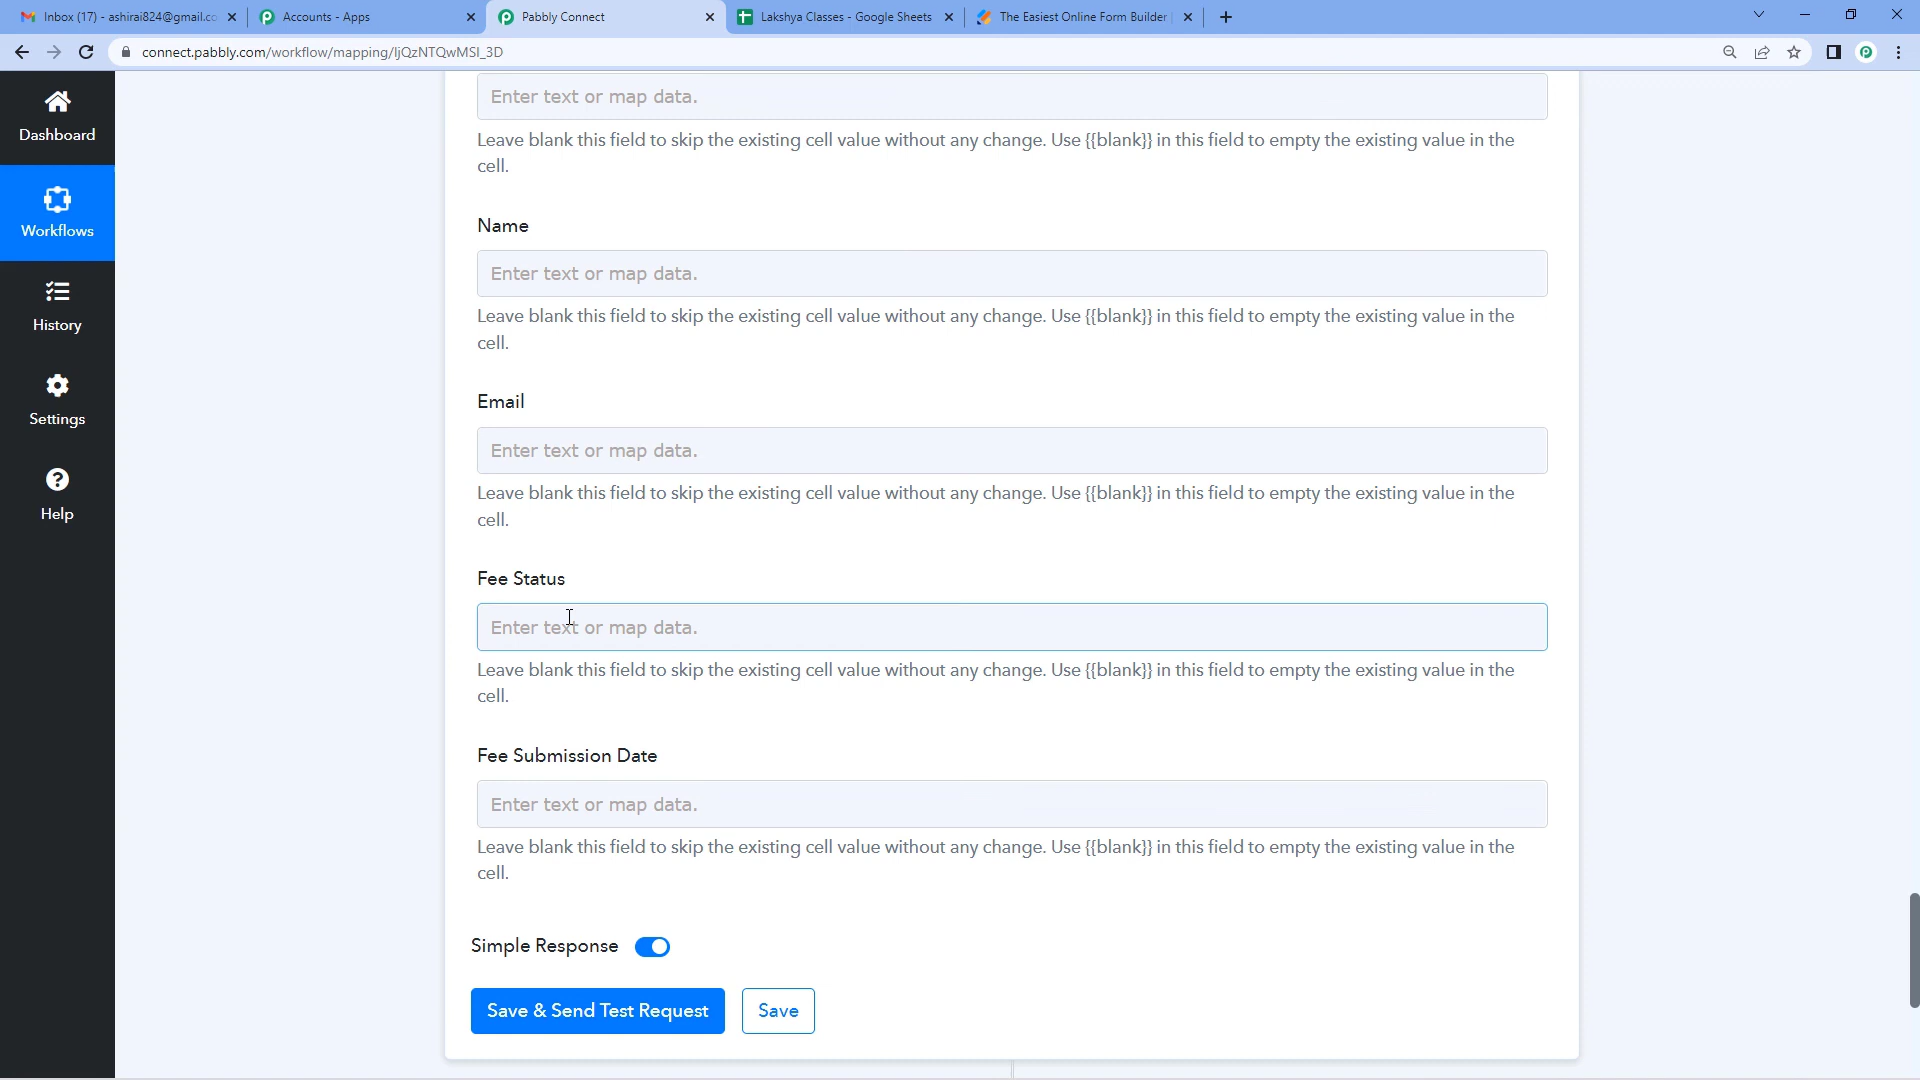 Inbox (17) - ashirai824@gmail.co
Accounts - Apps
Pabbly Connect
Lakshya Classes - Google Sheets
The Easiest Online Form Builder
connect.pabbly.com/workflow/mapping/IjQzNTQwMSI_3D
Dashboard
Workflows
History
Settings
Help
Enter text or map data.
Leave blank this field to skip the existing cell value without any change. Use {{blank}} in this field to empty the existing value in the
cell.
Name
Enter text or map data.
Leave blank this field to skip the existing cell value without any change. Use {{blank}} in this field to empty the existing value in the
cell.
Email
Enter text or map data.
Leave blank this field to skip the existing cell value without any change. Use {{blank}} in this field to empty the existing value in the
cell.
Fee Status
Enter text or map data.
Leave blank this field to skip the existing cell value without any change. Use {{blank}} in this field to empty the existing value in the
cell.
Fee Submission Date
Enter text or map data.
Leave blank this field to skip the existing cell value without any change. Use {{blank}} in this field to empty the existing value in the
cell.
Simple Response
Save & Send Test Request
Save